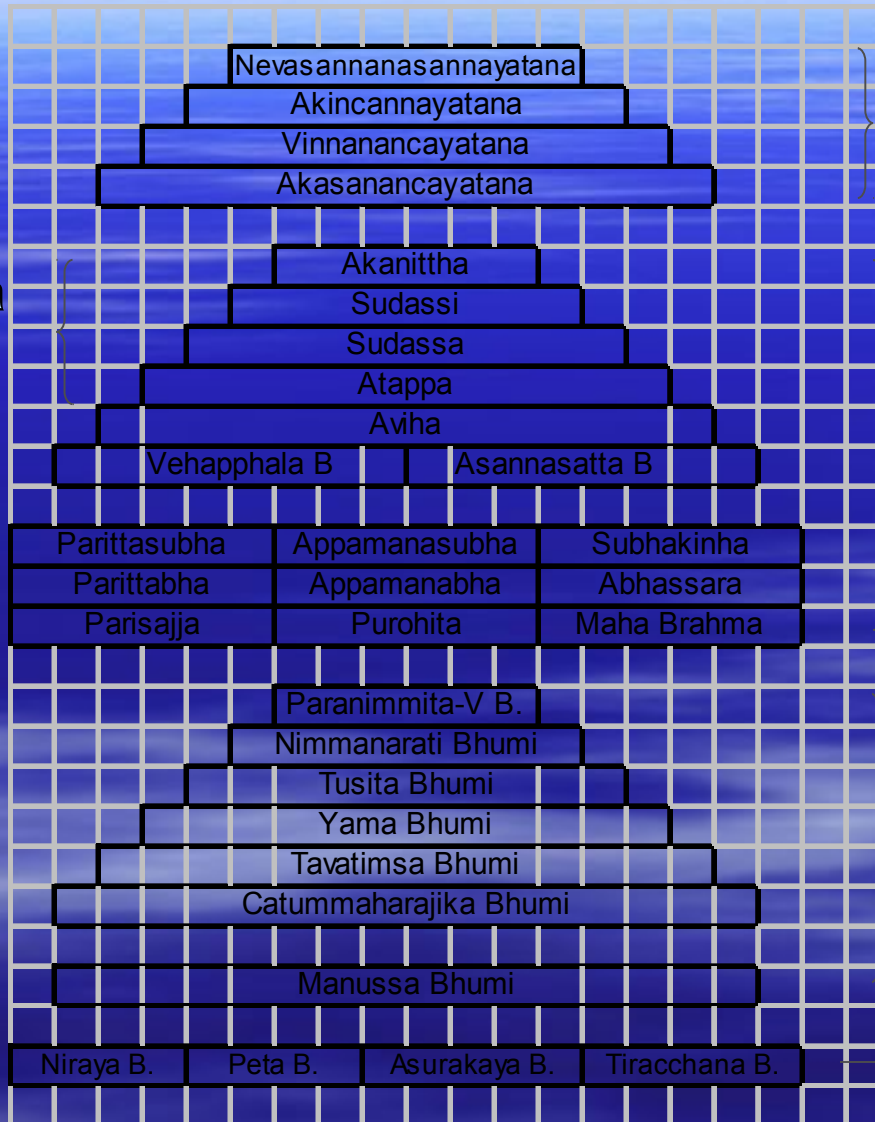 Nevasannanasannayatana
Akincannayatana
Vinnanancayatana
Akasanancayatana
Akanittha
Sudassi
Sudassa
Atappa
Aviha
Vehapphala B Asannasatta B
Parittasubha Appamanasubha Subhakinha
Parittabha Appamanabha Abhassara
Parisajja Purohita Maha Brahma
Paranimmita-V B.
Nimmanarati Bhumi
Tusita Bhumi
Yama Bhumi
Tavatimsa Bhumi
Catummaharajika Bhumi
Manussa Bhumi
Niraya B. Peta B. Asurakaya B. Tiracchana B.